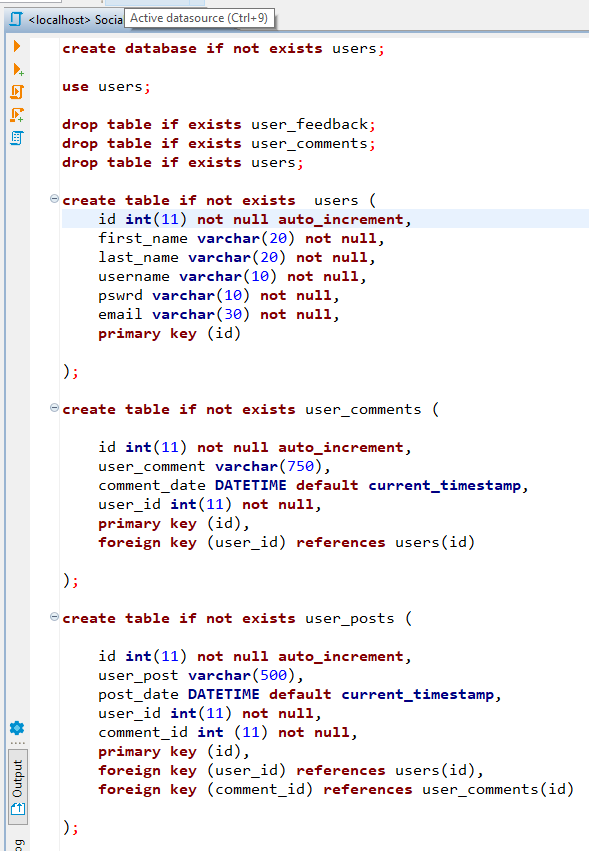 <localhost> Socia
Active datasource (Ctrl+9)
create database if not exists users;
use users;
drop table if exists user_feedback;
drop table if exists user_comments;
drop table if exists users;
create table if not exists  users (
id int(11) not null auto_increment,
first_name varchar(20) not null,
last_name varchar(20) not null,
username varchar(10) not null,
pswrd varchar(10) not null,
email varchar(30) not null,
primary key (id)
);
create table if not exists user_comments (
id int(11) not null auto_increment,
user_comment varchar(750),
comment_date DATETIME default current_timestamp,
user_id int(11) not null,
primary key (id),
foreign key (user_id) references users(id)
);
create table if not exists user_posts (
id int(11) not null auto_increment,
user_post varchar(500),
post_date DATETIME default current_timestamp,
user_id int(11) not null,
comment_id int (11) not null,
primary key (id),
foreign key (user_id) references users(id),
foreign key (comment_id) references user_comments(id)
);
Output